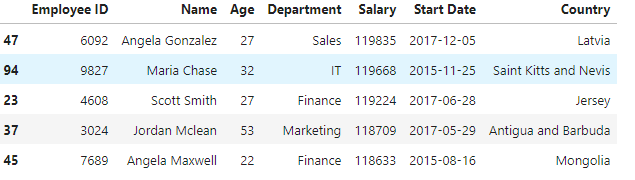 Employee ID Name Age Department Salary Start Date Country
47 6092 Angela Gonzalez 27 Sales 119835 2017-12-05 Latvia
94 9827 Maria Chase 32 IT 119668 2015-11-25 Saint Kitts and Nevis
23 4608 Scott Smith 27 Finance 119224 2017-06-28 Jersey
37 3024 Jordan Mclean 53 Marketing 118709 2017-05-29 Antigua and Barbuda
45 7689 Angela Maxwell 22 Finance 118633 2015-08-16 Mongolia